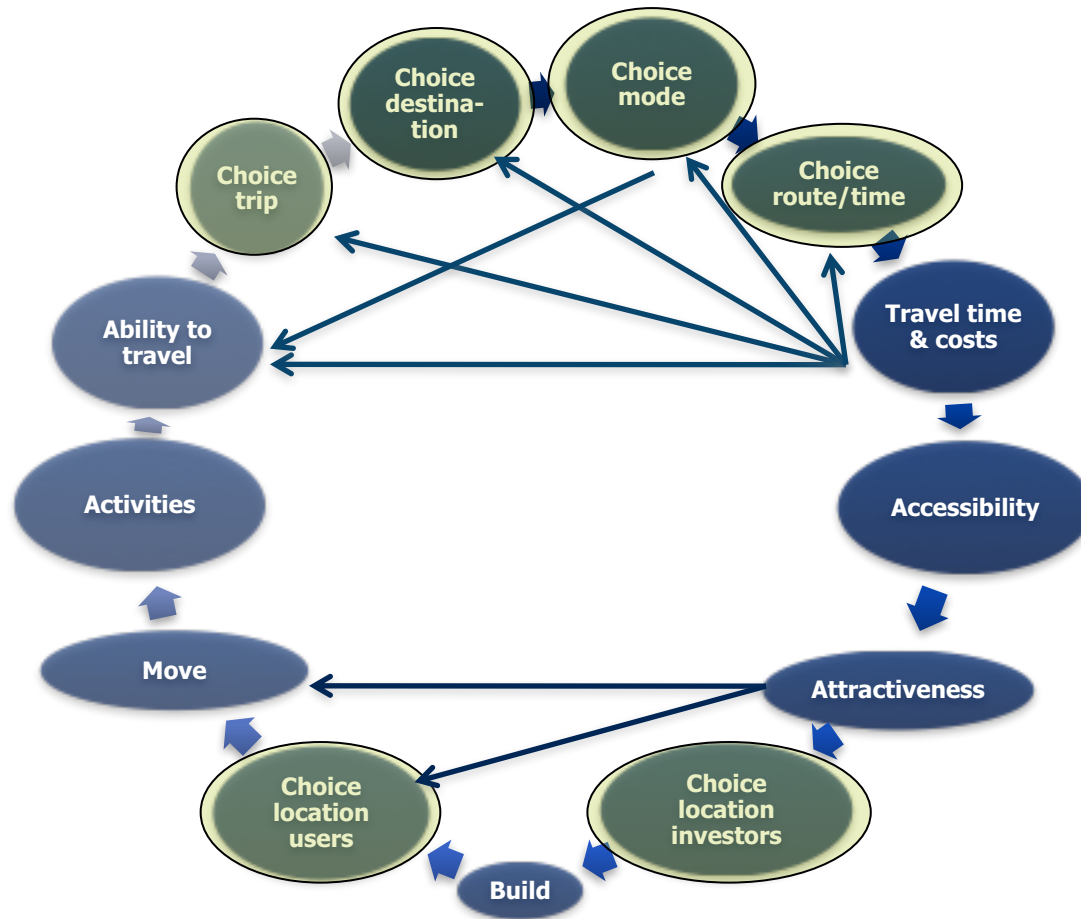 Choice
destina-
tion
Choice
mode
Choice
trip
Choice
route/time
Ability to
travel
Travel time
& costs
Activities
Accessibility
Move
Attractiveness
Choice
location
users
Choice
location
investors
Build